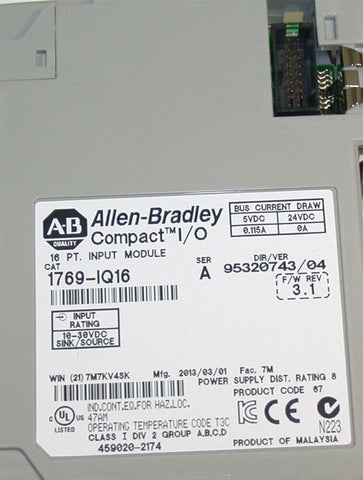 A-B
QUALITY
Allen-Bradley
Compact™ I/O
16 PT. INPUT MODULE
BUS CURRENT DRAW
5VDC 24VDC
0.115A 0A
CAT
1769-IQ16
SER
A
DIR/VER
95320743/04
F/W REV
3.1
INPUT
RATING
10-30VDC
SINK/SOURCE
WIN (21) 7M7KV4SK Mfg. 2013/03/01 Fac. 7M
POWER SUPPLY DIST. RATING 8
PRODUCT CODE 67
C UL US
LISTED
IND.CONT.EQ.FOR HAZ.LOC.
47AM
OPERATING TEMPERATURE CODE T3C
CLASS I DIV 2 GROUP A,B,C,D
459020-2174
C
N223
PRODUCT OF MALAYSIA